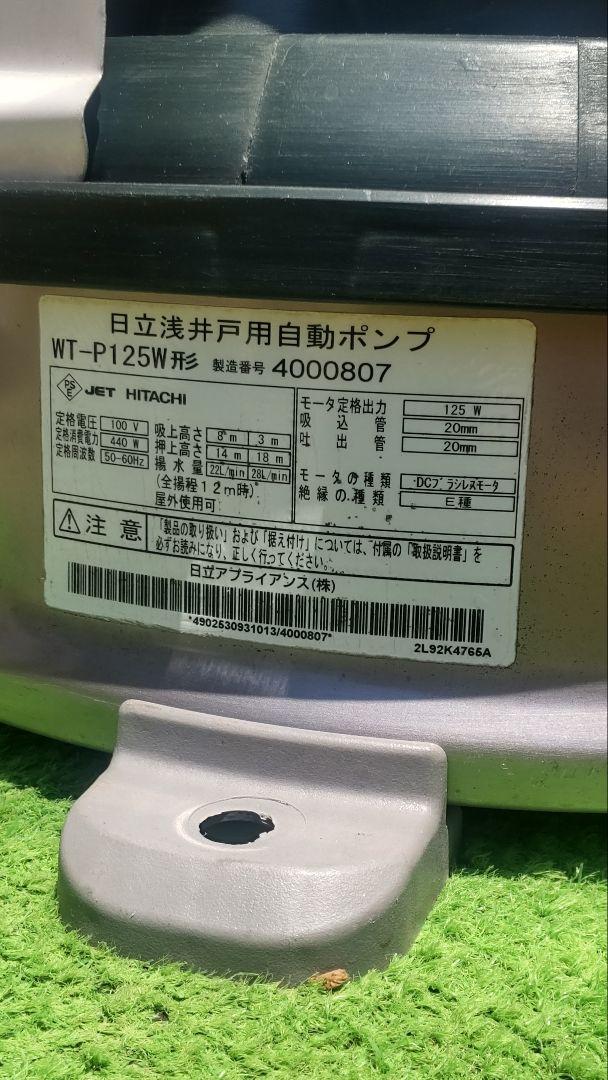 日立浅井戸用自動ポンプ
WT-P125W形 製造番号 4000807
PS E JET HITACHI
定格電圧 100 V
定格消費電力 440 W
定格周波数 50-60Hz
吸上高さ 8 m 3 m
押上高さ 14 m 18 m
揚水量 22L/min 28L/min
(全揚程12m時)
屋外使用可
モータ定格出力 125 W
吸込管 20mm
吐出管 20mm
モータの種類 DCブラシレスモータ
絶縁の種類 E種
注意
「製品の取り扱い」および「据え付け」については、付属の「取扱説明書」を
必ずお読みになり、正しく行ってください。
日立アプライアンス(株)
*4902530931013/4000807*
2L92K4765A